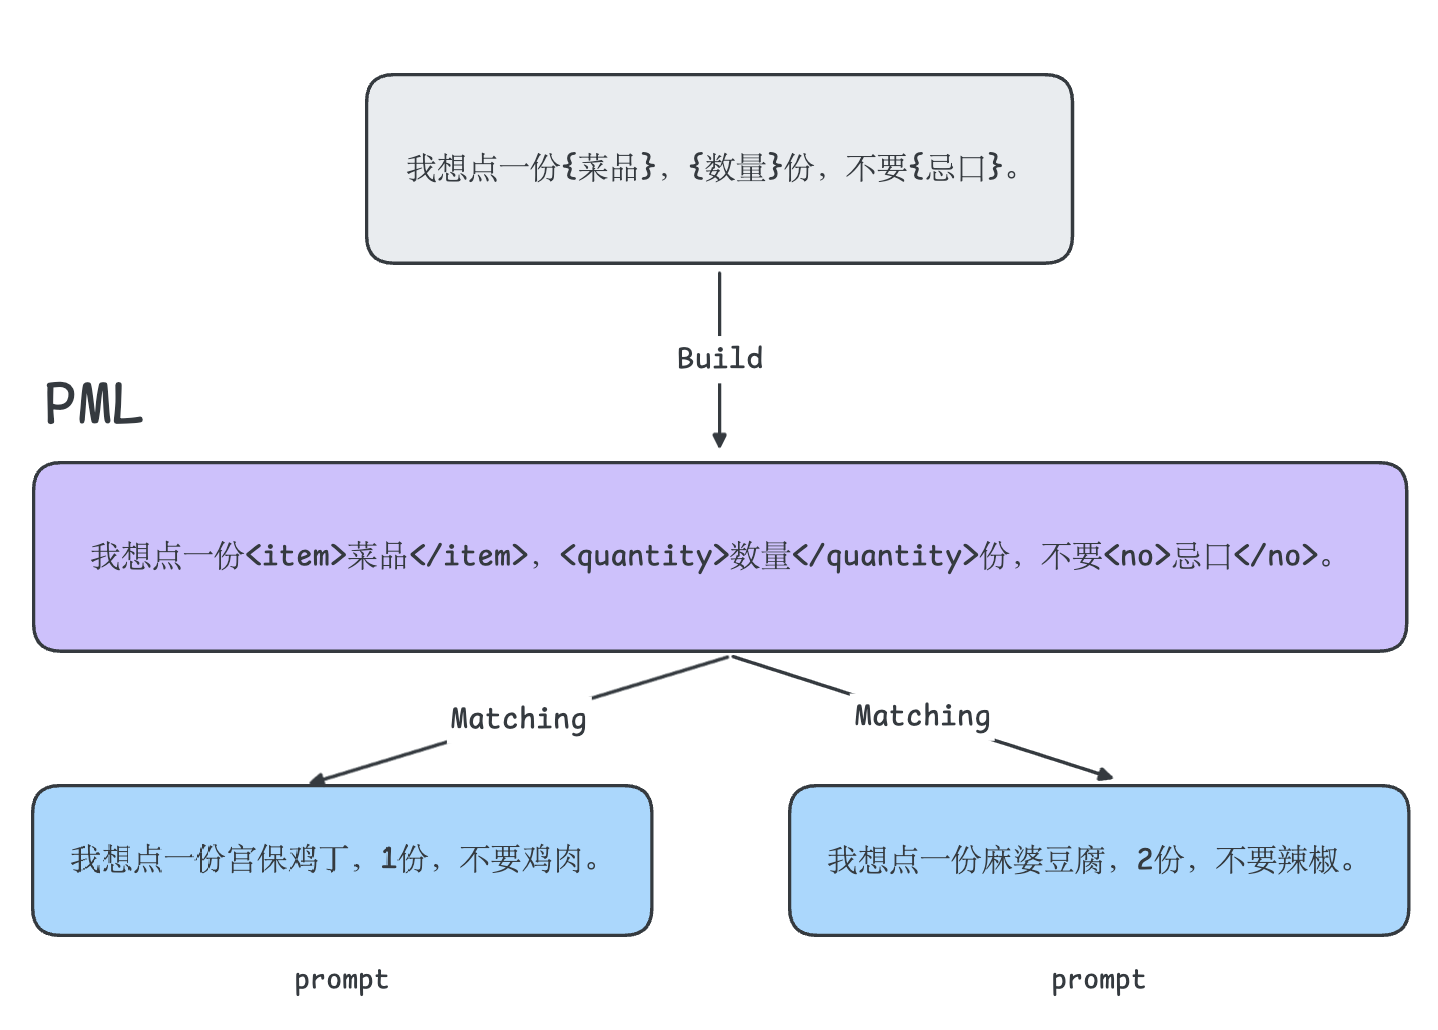 我想点一份{菜品}，{数量}份，不要{忌口}。
Build
PML
我想点一份<item>菜品</item>，<quantity>数量</quantity>份，不要<no>忌口</no>。
Matching
Matching
我想点一份宫保鸡丁，1份，不要鸡肉。
我想点一份麻婆豆腐，2份，不要辣椒。
prompt
prompt